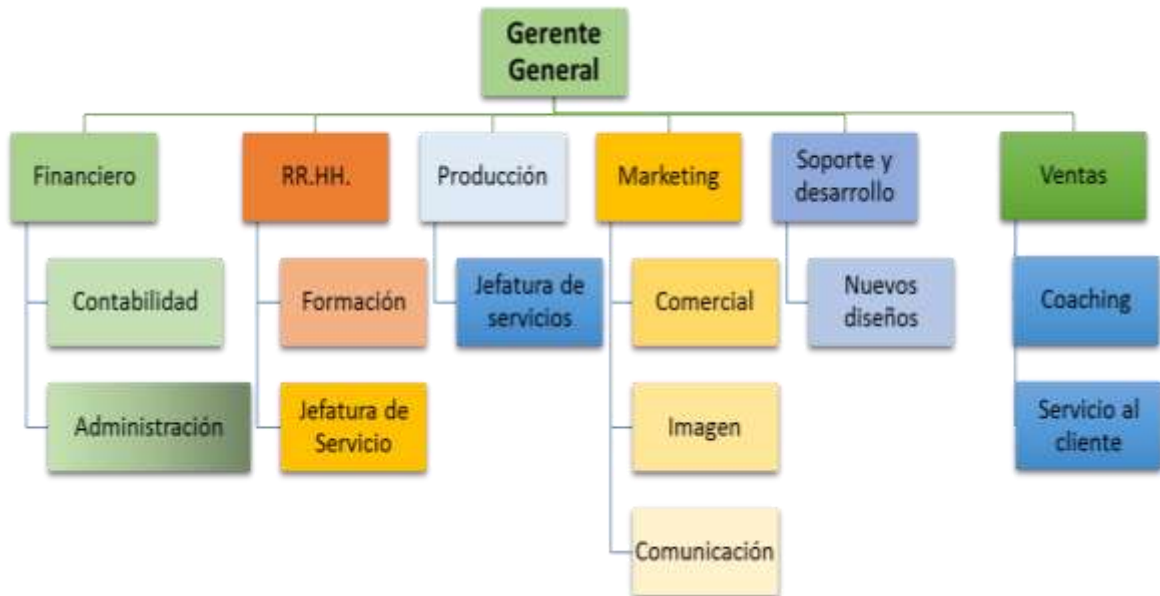 Gerente
General
Financiero
RR.HH.
Producción
Marketing
Soporte y
desarrollo
Ventas
Contabilidad
Formación
Jefatura de
servicios
Comercial
Nuevos
diseños
Coaching
Administración
Jefatura de
Servicio
Imagen
Servicio al
cliente
Comunicación